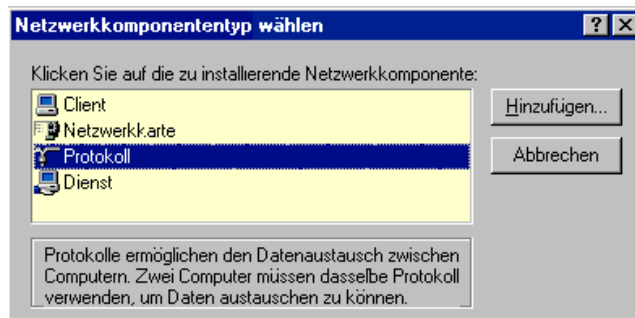 Netzwerkkomponententyp wählen
Klicken Sie auf die zu installierende Netzwerkkomponente:
Client
Netzwerkkarte
Protokoll
Dienst
Hinzufügen...
Abbrechen
Protokolle ermöglichen den Datenaustausch zwischen
Computern. Zwei Computer müssen dasselbe Protokoll
verwenden, um Daten austauschen zu können.